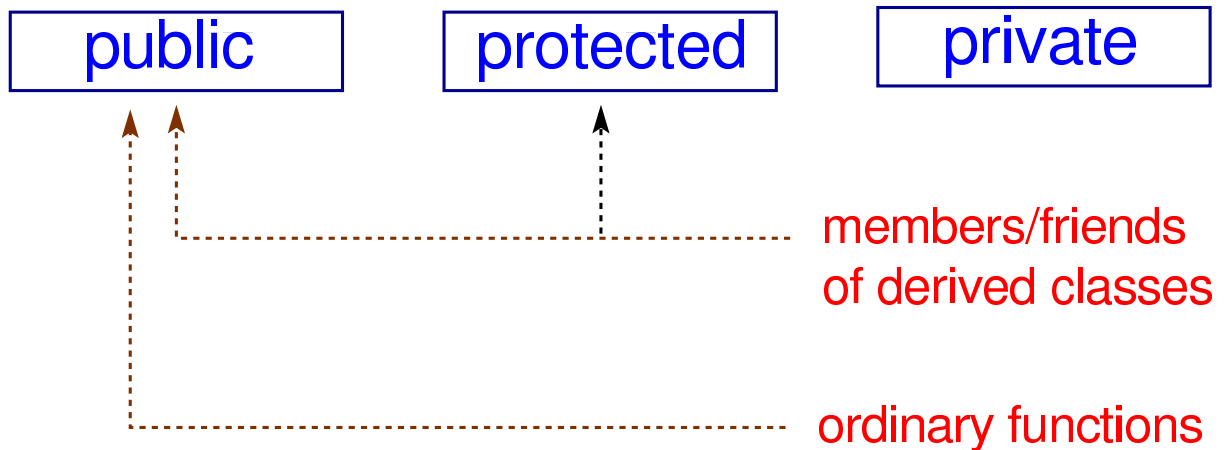 public
protected
private
members/friends
of derived classes
ordinary functions